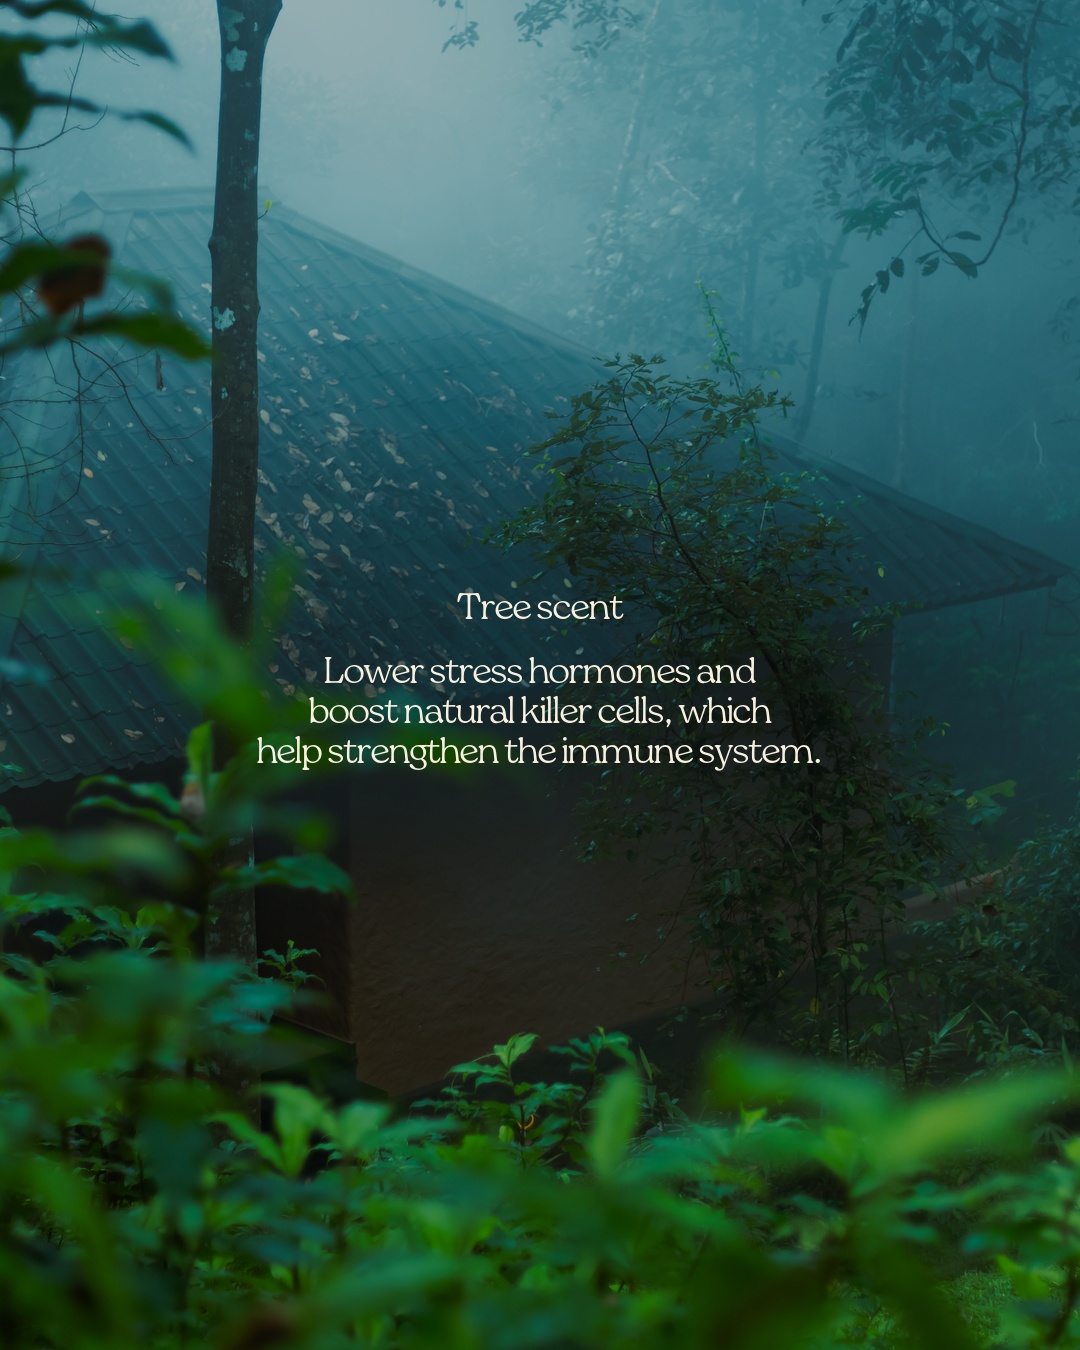 Tree scent
Lower stress hormones and
boost natural killer cells, which
help strengthen the immune system.